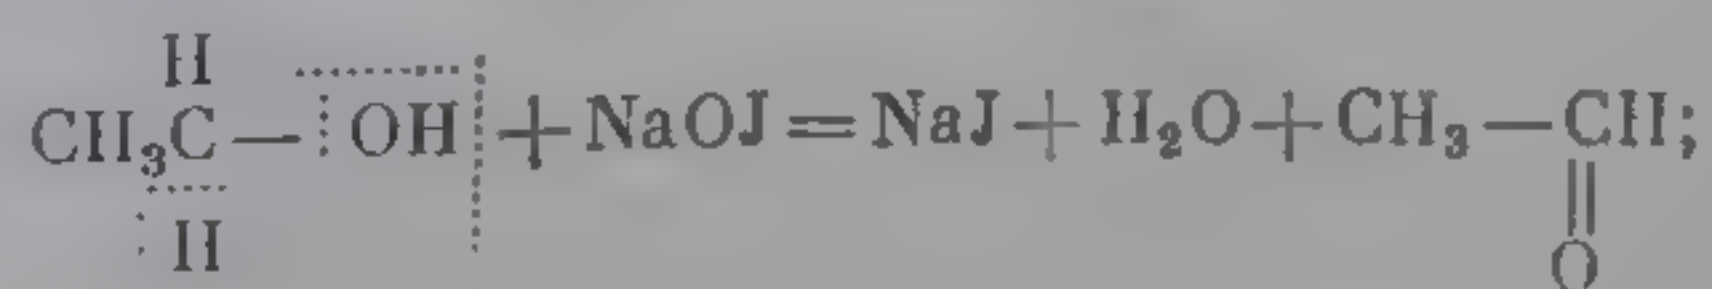 H
CH₃C — OH + NaOJ = NaJ + H₂O + CH₃ — CH;
H
O